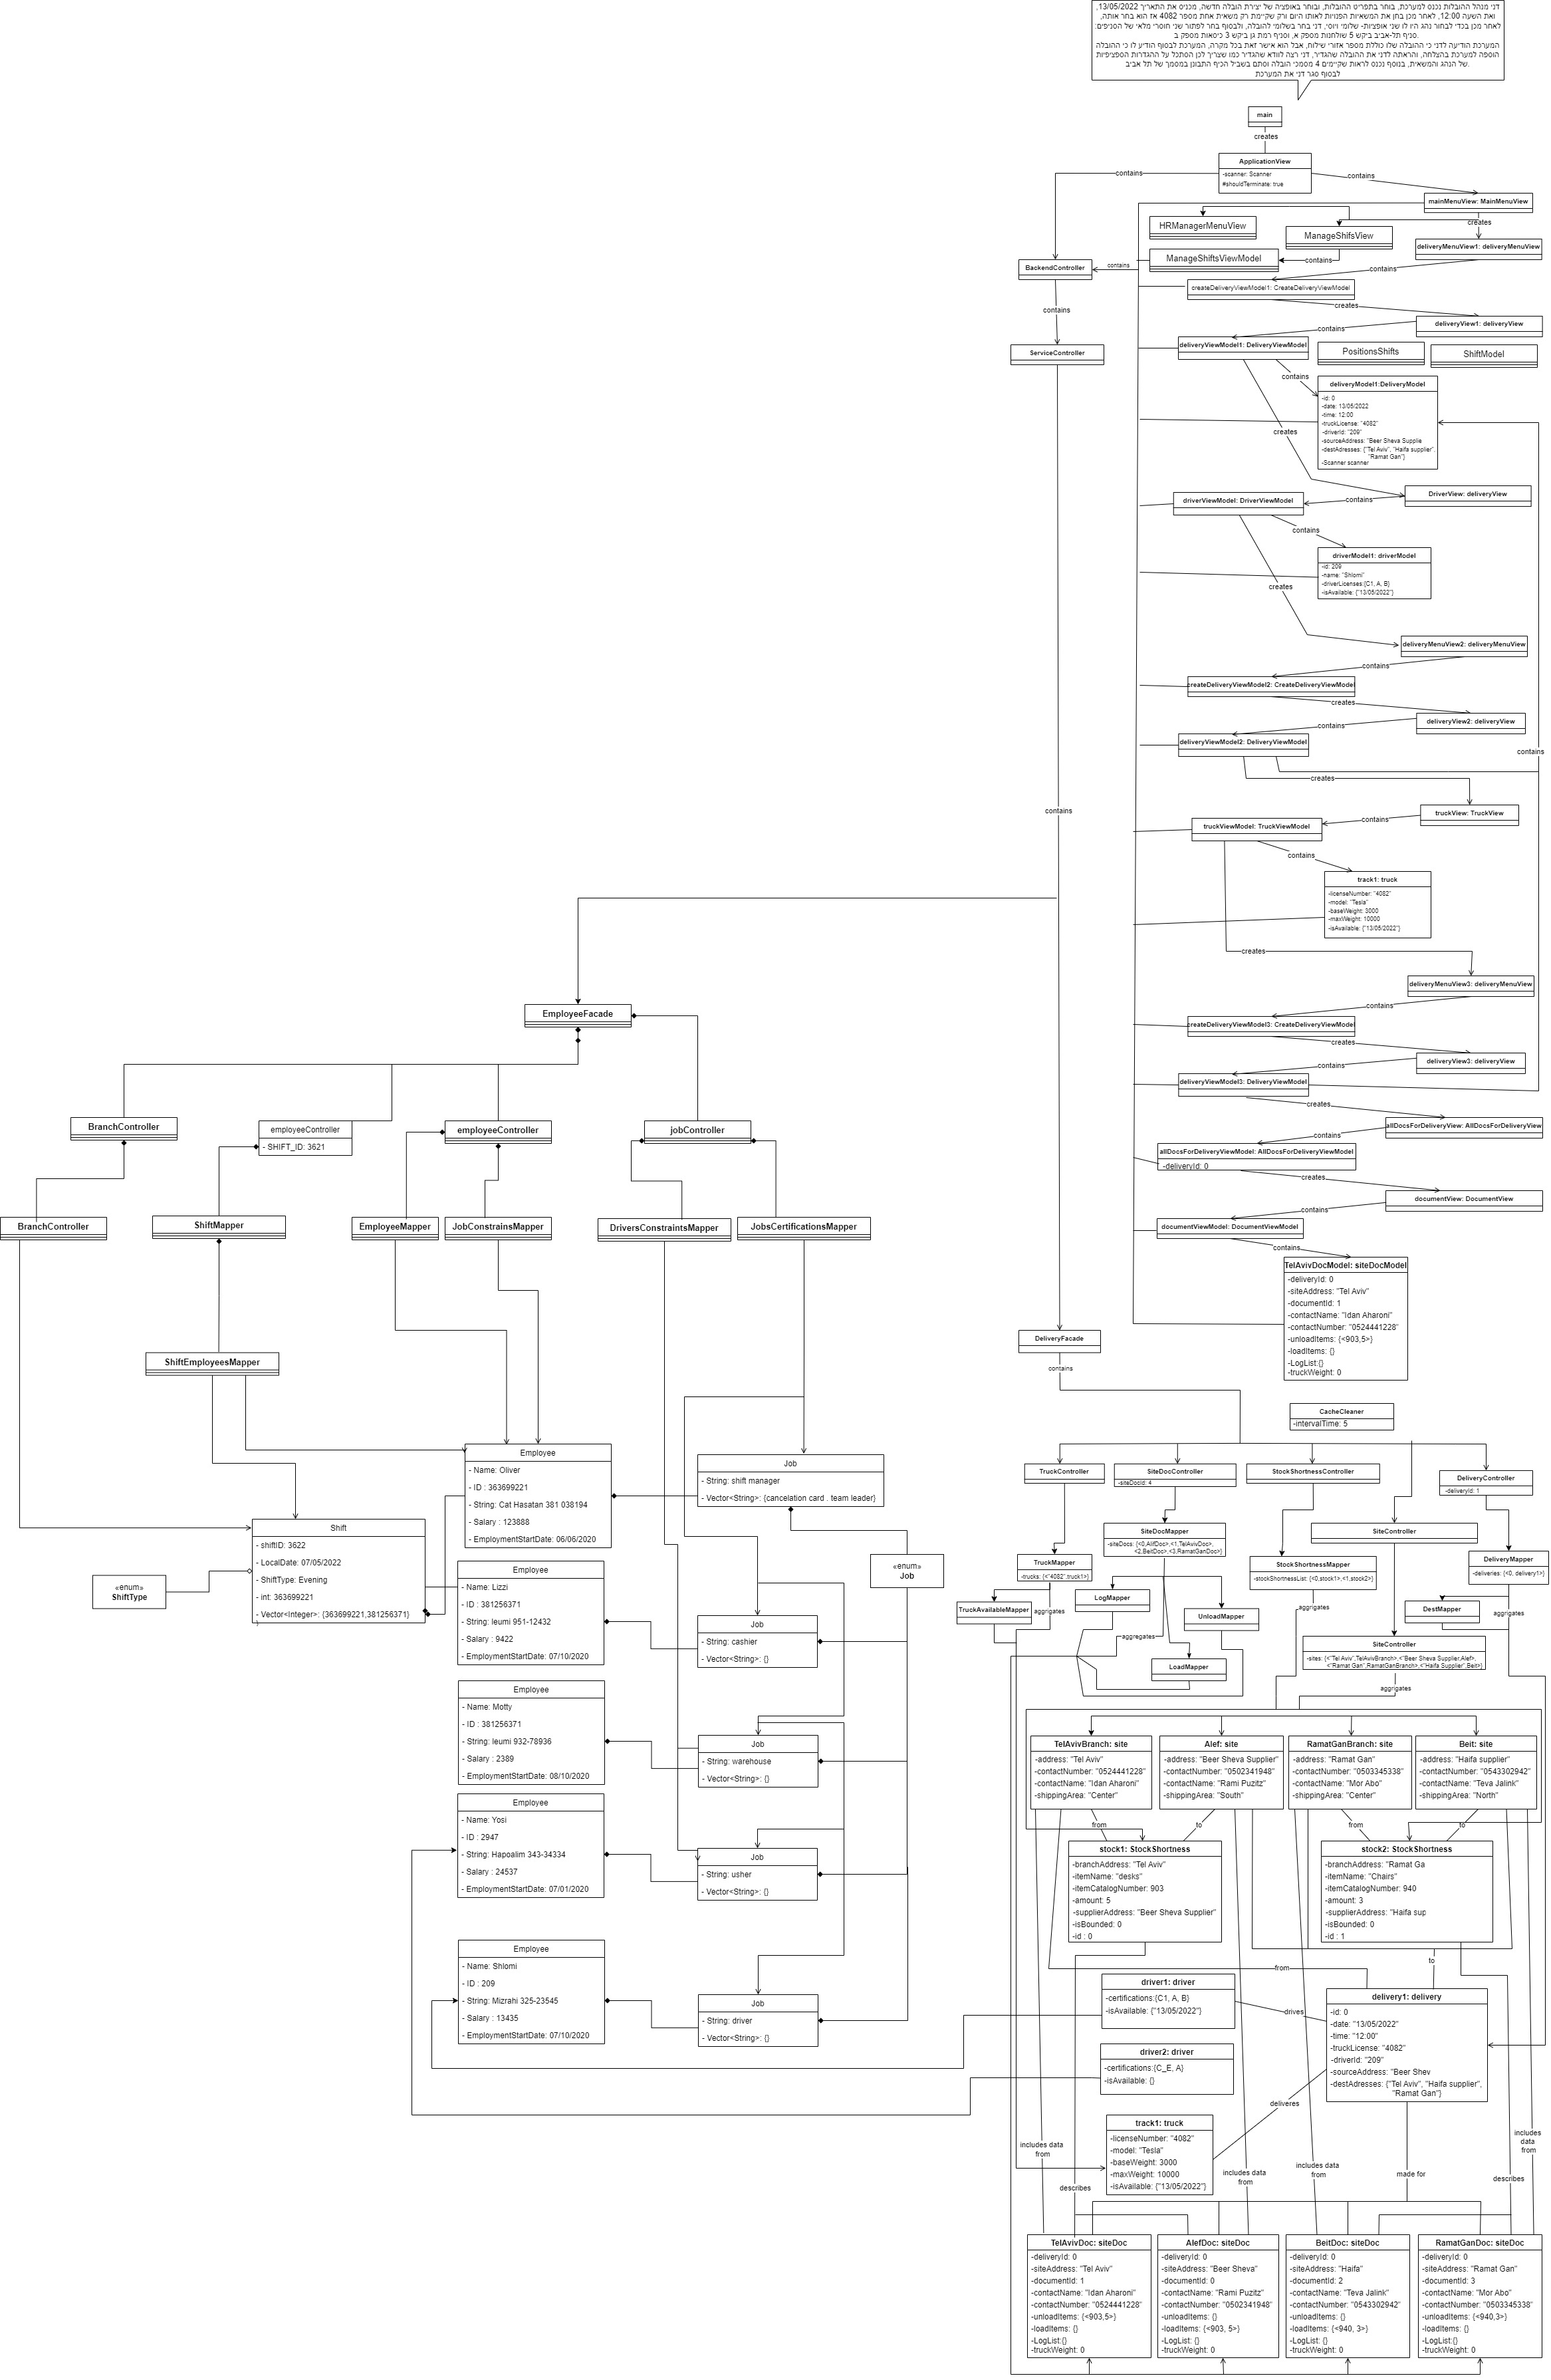 דני מנהל ההובלות נכנס למערכת, בוחר בתפריט ההובלות, ובוחר באופציה של יצירת הובלה חדשה, מכניס את התאריך 13/05/2022,
ואת השעה 12:00, לאחר מכן בחן את המשאיות הפנויות לאותו היום ורק שקיימת רק משאית אחת מספר 4082 אז הוא בחר אותה,
לאחר מכן בכדי לבחור נהג היו לו שני אופציות- שלומי ויוסי, דני בחר בשלומי להובלה, ולבסוף בחר לפתור שני חוסרי מלאי של הסניפים:
סניף תל-אביב ביקש 5 שולחנות מספק א, וסניף רמת גן ביקש 3 כיסאות מספק ב.
המערכת הודיעה לדני כי ההובלה שלו כוללת מספר אזורי שילוח, אבל הוא אישר זאת בכל מקרה, המערכת לבסוף הודיע לו כי ההובלה
הוספה למערכת בהצלחה, והראתה לדני את ההובלה שהגדיר, דני רצה לוודא שהגדיר כמו שצריך לכן הסתכל על ההגדרות הספציפיות
של הנהג והמשאית, בנוסף נכנס לראות שקיימים 4 מסמכי הובלה וסתם בשביל הכיף התבונן במסמך של תל אביב.
לבסוף סגר דני את המערכת
main
creates
ApplicationView
-scanner: Scanner
#shouldTerminate: true
contains
contains
mainMenuView: MainMenuView
creates
HRManagerMenuView
ManageShifsView
deliveryMenuView1: deliveryMenuView
ManageShiftsViewModel
contains
contains
BackendController
contains
createDeliveryViewModel1: CreateDeliveryViewModel
creates
contains
deliveryView1: deliveryView
contains
ServiceController
deliveryViewModel1: DeliveryViewModel
PositionsShifts
ShiftModel
contains
deliveryModel1:DeliveryModel
-id: 0
-date: 13/05/2022
-time: 12:00
-truckLicense: "4082"
-driverId: "209"
-sourceAddress: "Beer Sheva Supplie
-destAdresses: {"Tel Aviv", "Haifa supplier",
"Ramat Gan"}
-Scanner scanner
creates
driverViewModel: DriverViewModel
contains
DriverView: deliveryView
contains
driverModel1: driverModel
-id: 209
-name: "Shlomi"
-driverLicenses:{C1, A, B}
-isAvailable: {"13/05/2022"}
creates
deliveryMenuView2: deliveryMenuView
contains
createDeliveryViewModel2: CreateDeliveryViewModel
creates
deliveryView2: deliveryView
contains
deliveryViewModel2: DeliveryViewModel
contains
creates
contains
truckView: TruckView
contains
truckViewModel: TruckViewModel
contains
track1: truck
-licenseNumber: "4082"
-model: "Tesla"
-baseWeight: 3000
-maxWeight: 10000
-isAvailable: {"13/05/2022"}
creates
deliveryMenuView3: deliveryMenuView
contains
createDeliveryViewModel3: CreateDeliveryViewModel
creates
deliveryView3: deliveryView
contains
deliveryViewModel3: DeliveryViewModel
creates
allDocsForDeliveryView: AllDocsForDeliveryView
contains
allDocsForDeliveryViewModel: AllDocsForDeliveryViewModel
-deliveryId: 0
creates
documentView: DocumentView
contains
documentViewModel: DocumentViewModel
contains
TelAvivDocModel: siteDocModel
-deliveryId: 0
-siteAddress: "Tel Aviv"
-documentId: 1
-contactName: "Idan Aharoni"
-contactNumber: "0524441228"
-unloadItems: {<903,5>}
-loadItems: {}
-LogList:{}
-truckWeight: 0
EmployeeFacade
BranchController
employeeController
- SHIFT_ID: 3621
employeeController
jobController
BranchController
ShiftMapper
EmployeeMapper
JobConstrainsMapper
DriversConstraintsMapper
JobsCertificationsMapper
ShiftEmployeesMapper
DeliveryFacade
contains
CacheCleaner
-intervalTime: 5
Employee
- Name: Oliver
- ID : 363699221
- String: Cat Hasatan 381 038194
- Salary : 123888
- EmploymentStartDate: 06/06/2020
Job
- String: shift manager
- Vector<String>: {cancelation card . team leader}
Shift
- shiftID: 3622
- LocalDate: 07/05/2022
- ShiftType: Evening
- int: 363699221
- Vector<Integer>: {363699221,381256371}
}
«enum»
ShiftType
«enum»
Job
Employee
- Name: Lizzi
- ID : 381256371
- String: leumi 951-12432
- Salary : 9422
- EmploymentStartDate: 07/10/2020
Job
- String: cashier
- Vector<String>: {}
Employee
- Name: Motty
- ID : 381256371
- String: leumi 932-78936
- Salary : 2389
- EmploymentStartDate: 08/10/2020
Job
- String: warehouse
- Vector<String>: {}
Employee
- Name: Yosi
- ID : 2947
- String: Hapoalim 343-34334
- Salary : 24537
- EmploymentStartDate: 07/01/2020
Job
- String: usher
- Vector<String>: {}
Employee
- Name: Shlomi
- ID : 209
- String: Mizrahi 325-23545
- Salary : 13435
- EmploymentStartDate: 07/10/2020
Job
- String: driver
- Vector<String>: {}
TruckController
SiteDocController
-siteDocId: 4
StockShortnessController
DeliveryController
-deliveryId: 1
SiteDocMapper
-siteDocs: {<0,AlifDoc>,<1,TelAvivDoc>,
<2,BeitDoc>,<3,RamatGanDoc>}
SiteController
TruckMapper
-trucks: {<"4082",truck1>}
StockShortnessMapper
-stockShortnessList: {<0,stock1>,<1,stock2>}
DeliveryMapper
-deliveries: {<0, delivery1>}
TruckAvailableMapper
aggrigates
LogMapper
UnloadMapper
aggrigates
DestMapper
aggrigates
aggregates
LoadMapper
SiteController
-sites: {<"Tel Aviv",TelAvivBranch>,<"Beer Sheva Supplier,Alef>,
<"Ramat Gan",RamatGanBranch>,<"Haifa Supplier",Beit>}
aggrigates
TelAvivBranch: site
-address: "Tel Aviv"
-contactNumber: "0524441228"
-contactName: "Idan Aharoni"
-shippingArea: "Center"
Alef: site
-address: "Beer Sheva Supplier"
-contactNumber: "0502341948"
-contactName: "Rami Puzitz"
-shippingArea: "South"
RamatGanBranch: site
-address: "Ramat Gan"
-contactNumber: "0503345338"
-contactName: "Mor Abo"
-shippingArea: "Center"
Beit: site
-address: "Haifa supplier"
-contactNumber: "0543302942"
-contactName: "Teva Jalink"
-shippingArea: "North"
from
to
from
to
stock1: StockShortness
-branchAddress: "Tel Aviv"
-itemName: "desks"
-itemCatalogNumber: 903
-amount: 5
-supplierAddress: "Beer Sheva Supplier"
-isBounded: 0
-id : 0
stock2: StockShortness
-branchAddress: "Ramat Ga
-itemName: "Chairs"
-itemCatalogNumber: 940
-amount: 3
-supplierAddress: "Haifa sup
-isBounded: 0
-id : 1
from
to
driver1: driver
-certifications:{C1, A, B}
-isAvailable: {"13/05/2022"}
drives
delivery1: delivery
-id: 0
-date: "13/05/2022"
-time: "12:00"
-truckLicense: "4082"
-driverId: "209"
-sourceAddress: "Beer Shev
-destAdresses: {"Tel Aviv", "Haifa supplier",
"Ramat Gan"}
driver2: driver
-certifications:{C_E, A}
-isAvailable: {}
deliveres
track1: truck
-licenseNumber: "4082"
-model: "Tesla"
-baseWeight: 3000
-maxWeight: 10000
-isAvailable: {"13/05/2022"}
includes data
from
describes
includes data
from
includes data
from
made for
describes
includes
data
from
TelAvivDoc: siteDoc
-deliveryId: 0
-siteAddress: "Tel Aviv"
-documentId: 1
-contactName: "Idan Aharoni"
-contactNumber: "0524441228"
-unloadItems: {<903,5>}
-loadItems: {}
-LogList:{}
-truckWeight: 0
AlefDoc: siteDoc
-deliveryId: 0
-siteAddress: "Beer Sheva"
-documentId: 0
-contactName: "Rami Puzitz"
-contactNumber: "0502341948"
-unloadItems: {}
-loadItems: {<903, 5>}
-LogList: {}
-truckWeight: 0
BeitDoc: siteDoc
-deliveryId: 0
-siteAddress: "Haifa"
-documentId: 2
-contactName: "Teva Jalink"
-contactNumber: "0543302942"
-unloadItems: {}
-loadItems: {<940, 3>}
-LogList: {}
-truckWeight: 0
RamatGanDoc: siteDoc
-deliveryId: 0
-siteAddress: "Ramat Gan"
-documentId: 3
-contactName: "Mor Abo"
-contactNumber: "0503345338"
-unloadItems: {<940,3>}
-loadItems: {}
-LogList:{}
-truckWeight: 0